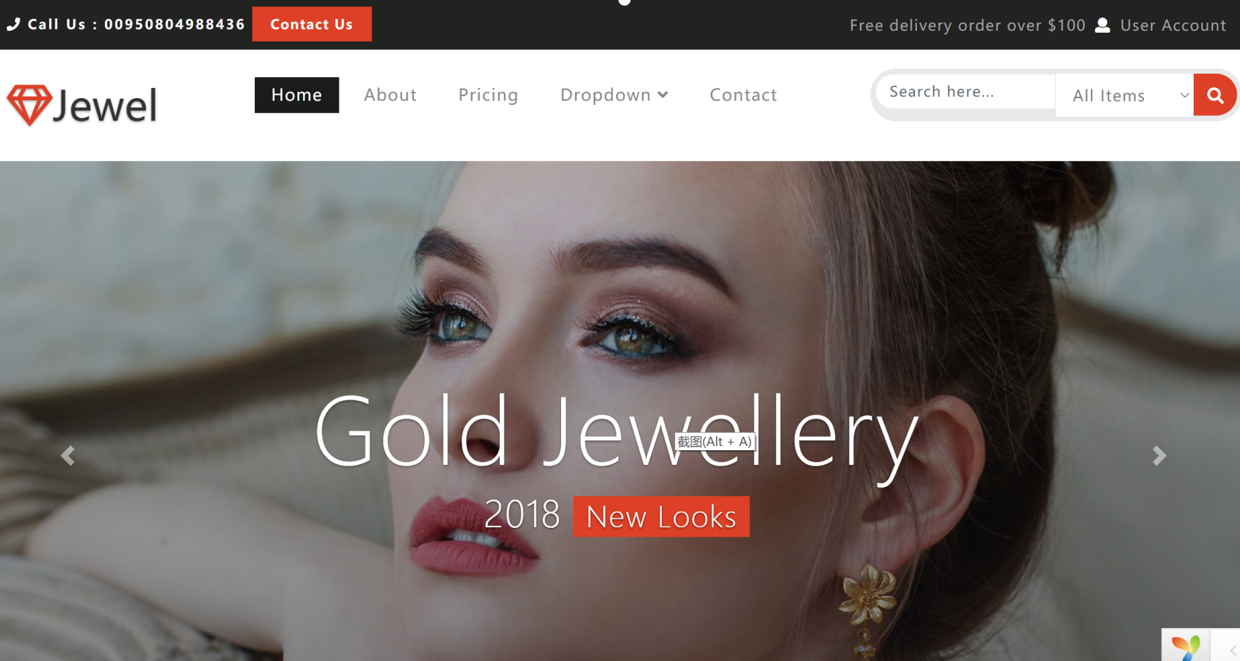 Call Us : 00950804988436 Contact Us Free delivery order over $100 User Account
Jewel Home About Pricing Dropdown Contact Search here... All Items
Gold Jewellery
截图(Alt + A)
2018 New Looks